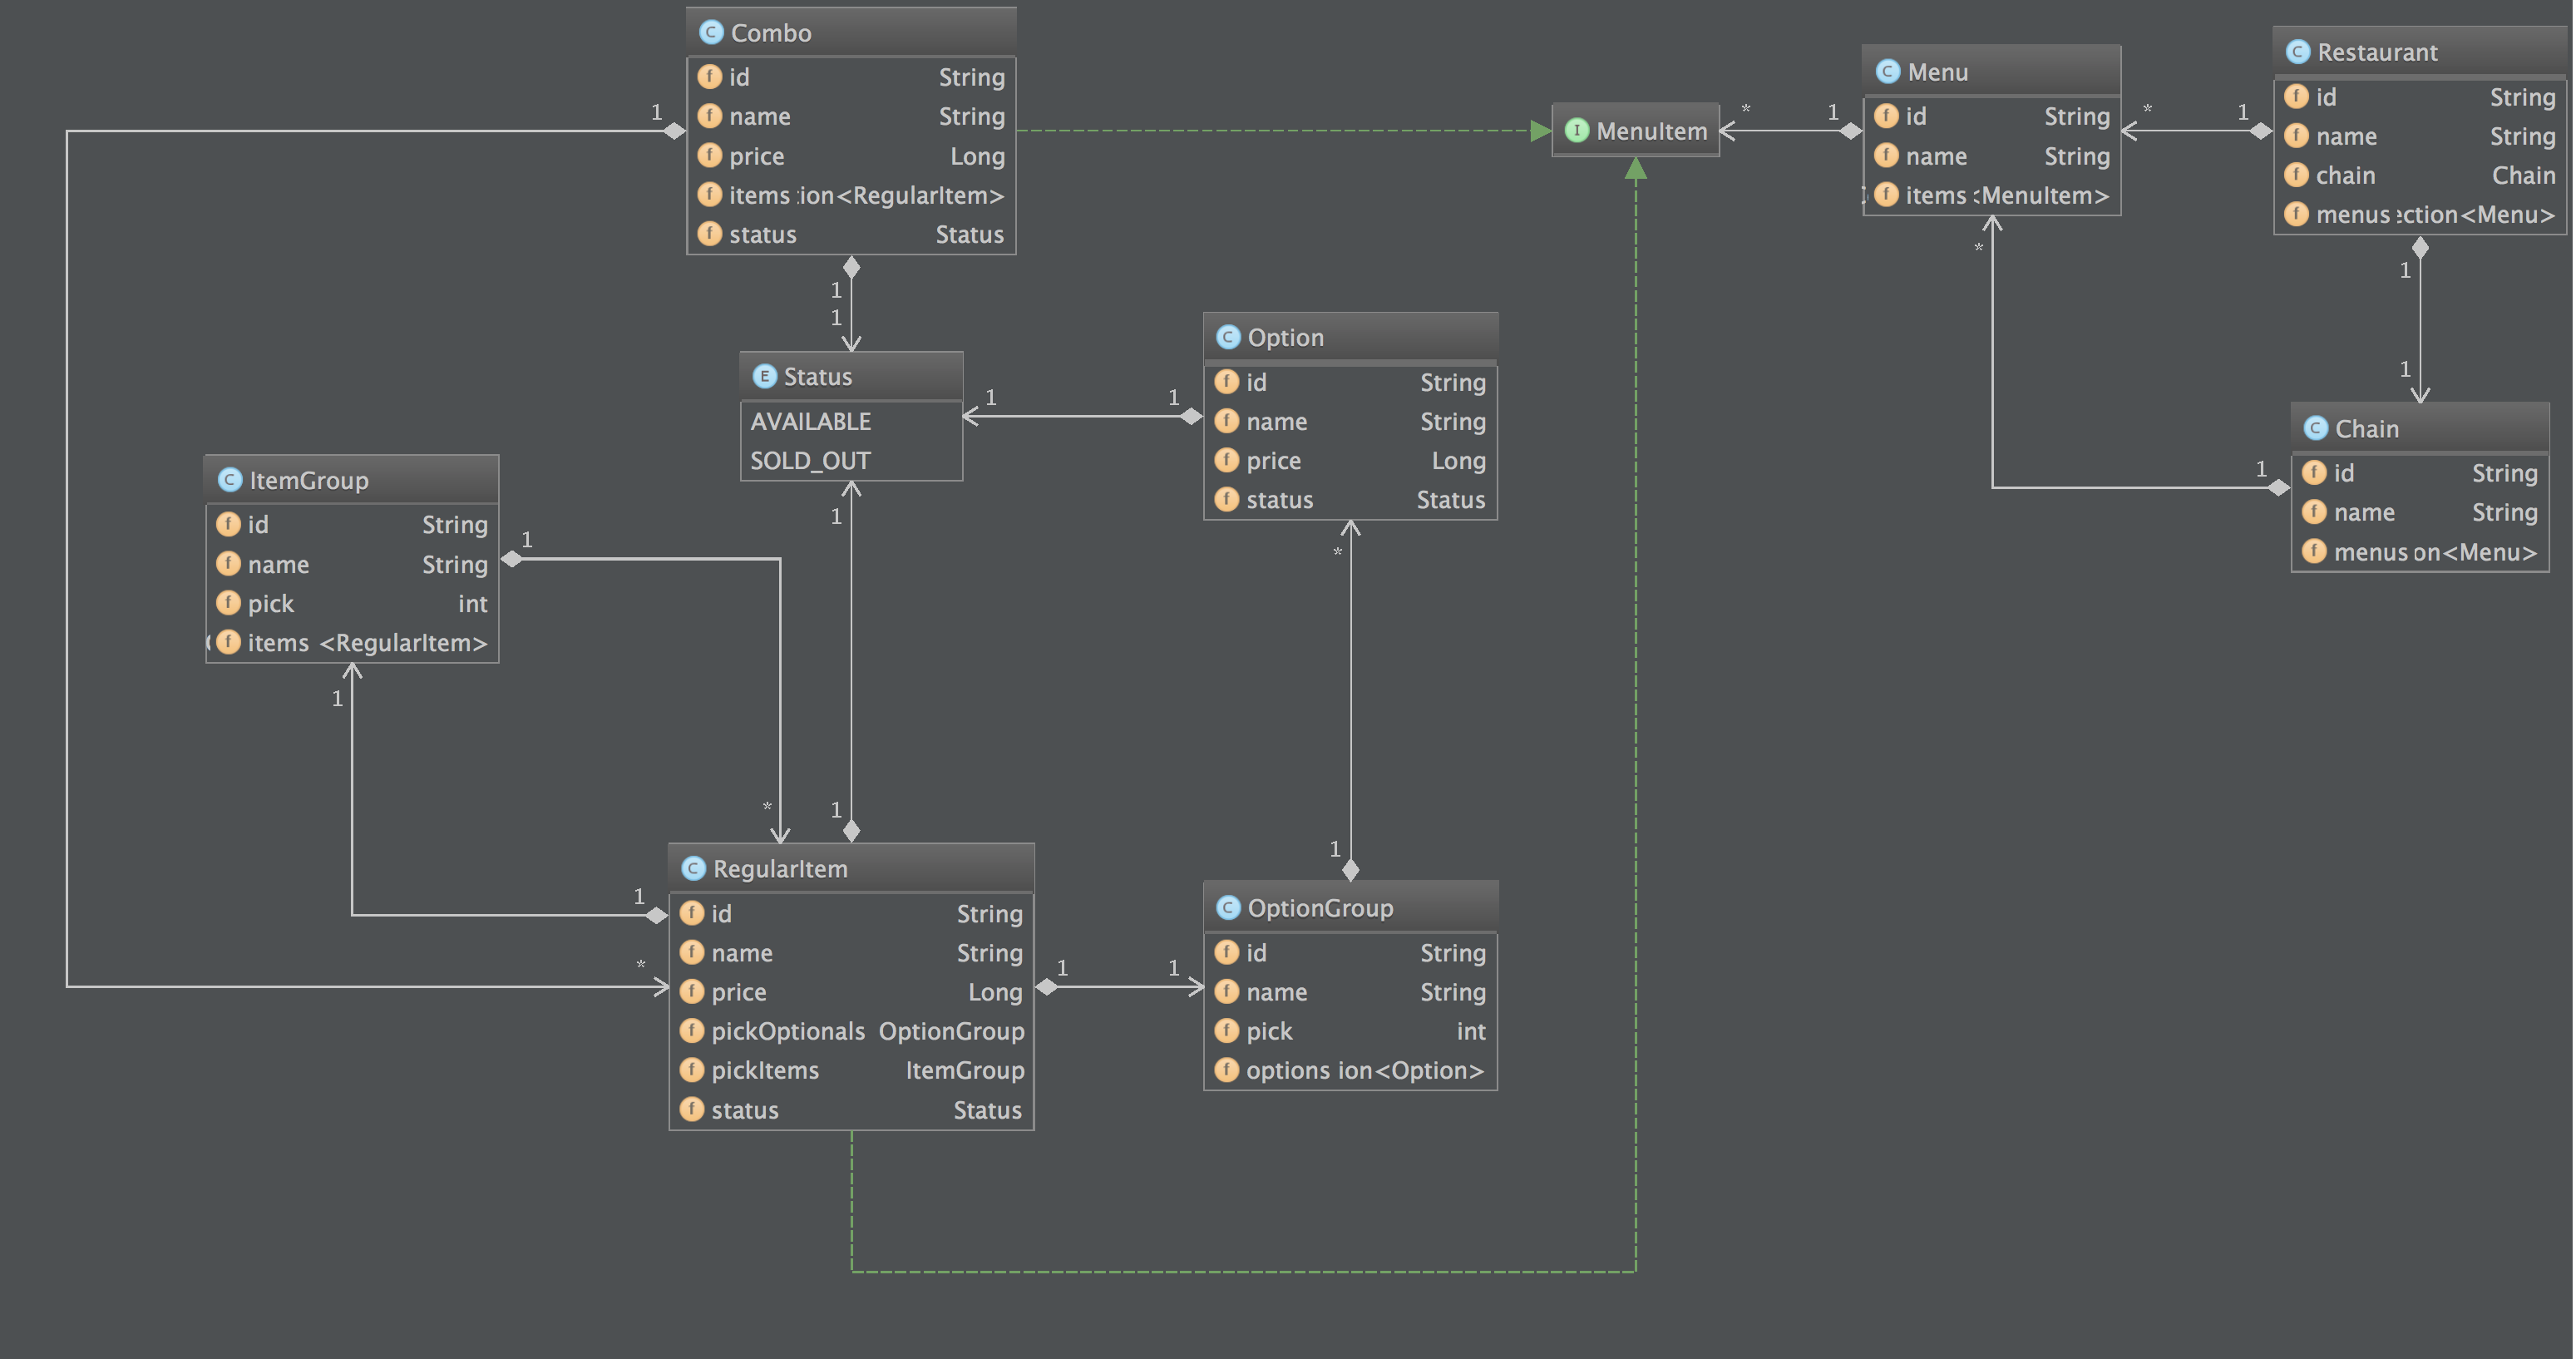 C Combo
f id String
f name String
f price Long
f items ion<RegularItem>
f status Status
1
1
1
E Status
AVAILABLE
SOLD_OUT
1
1
1
1
C Option
f id String
f name String
f price Long
f status Status
*
1
C ItemGroup
f id String
f name String
f pick int
f items <RegularItem>
1
*
1
1
*
C RegularItem
f id String
f name String
f price Long
f pickOptionals OptionGroup
f pickItems ItemGroup
f status Status
1
1
C OptionGroup
f id String
f name String
f pick int
f options ion<Option>
I MenuItem
*
1
C Menu
f id String
f name String
f items <MenuItem>
*
1
*
C Restaurant
f id String
f name String
f chain Chain
f menus ction<Menu>
1
1
1
C Chain
f id String
f name String
f menus on<Menu>